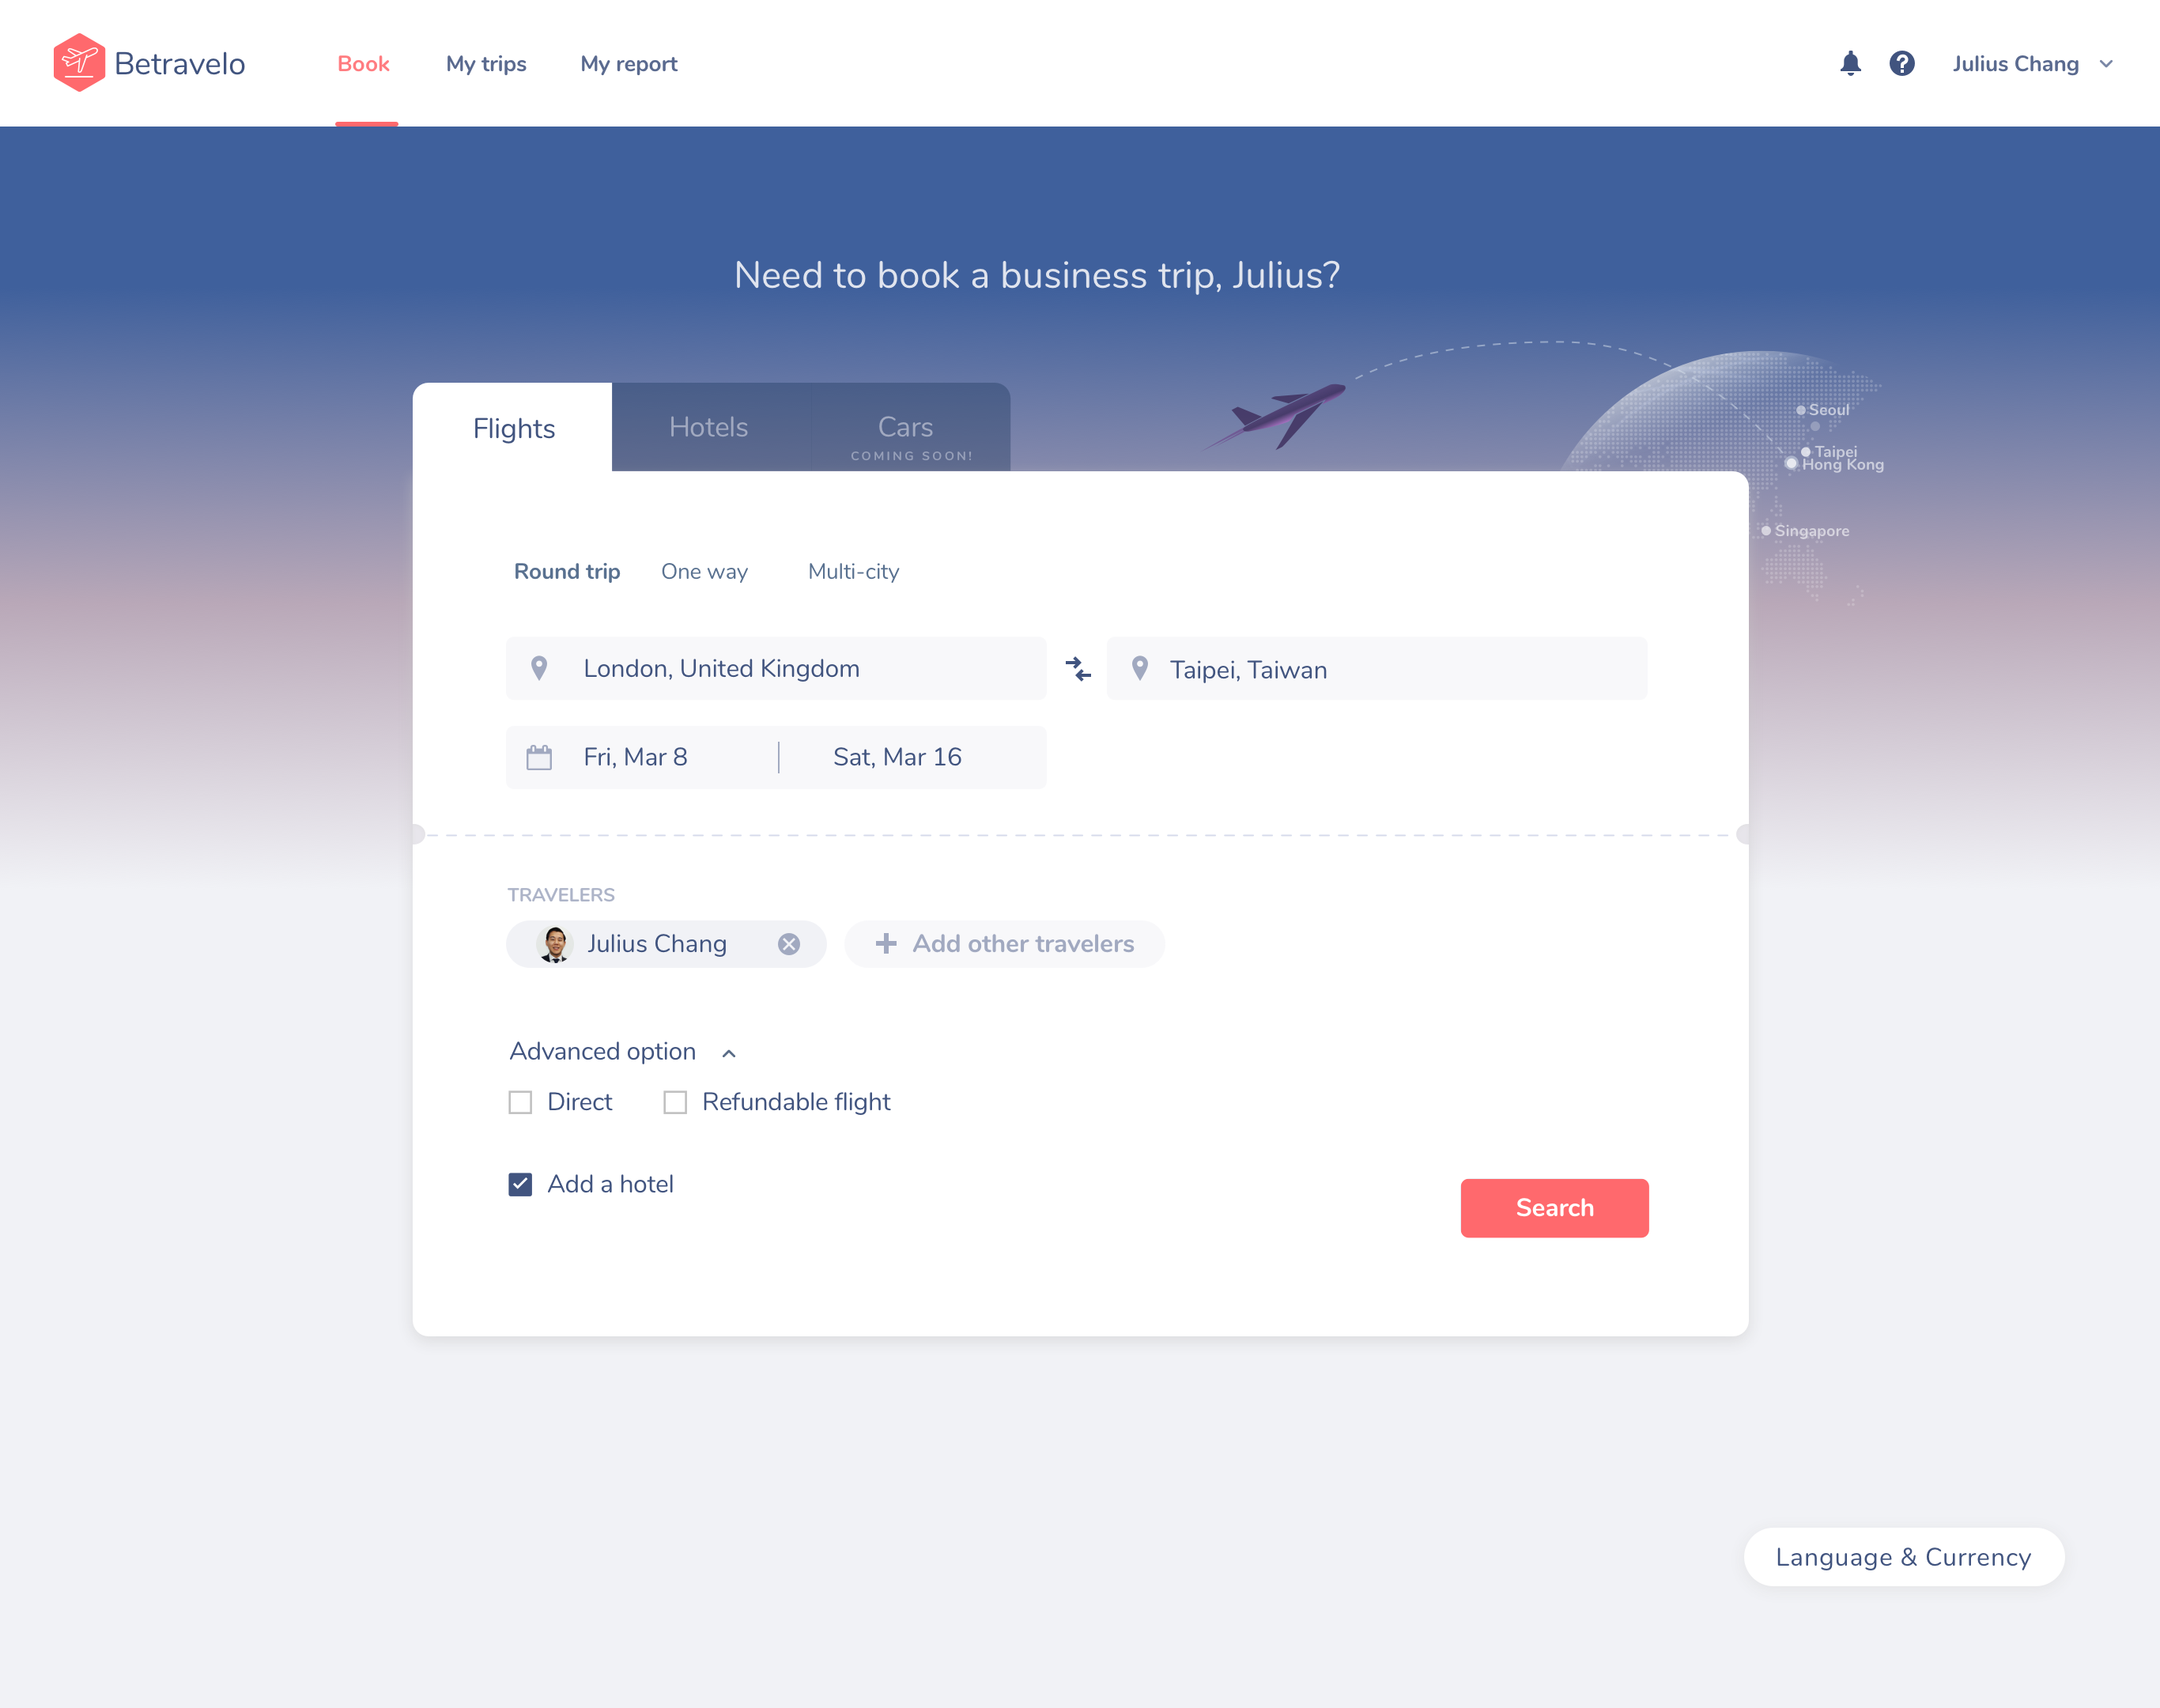 Betravelo
Book
My trips
My report
Julius Chang
Need to book a business trip, Julius?
Flights
Hotels
Cars
COMING SOON!
Seoul
Taipei
Hong Kong
Singapore
Round trip
One way
Multi-city
London, United Kingdom
Taipei, Taiwan
Fri, Mar 8
Sat, Mar 16
TRAVELERS
Julius Chang
Add other travelers
Advanced option
Direct
Refundable flight
Add a hotel
Search
Language & Currency